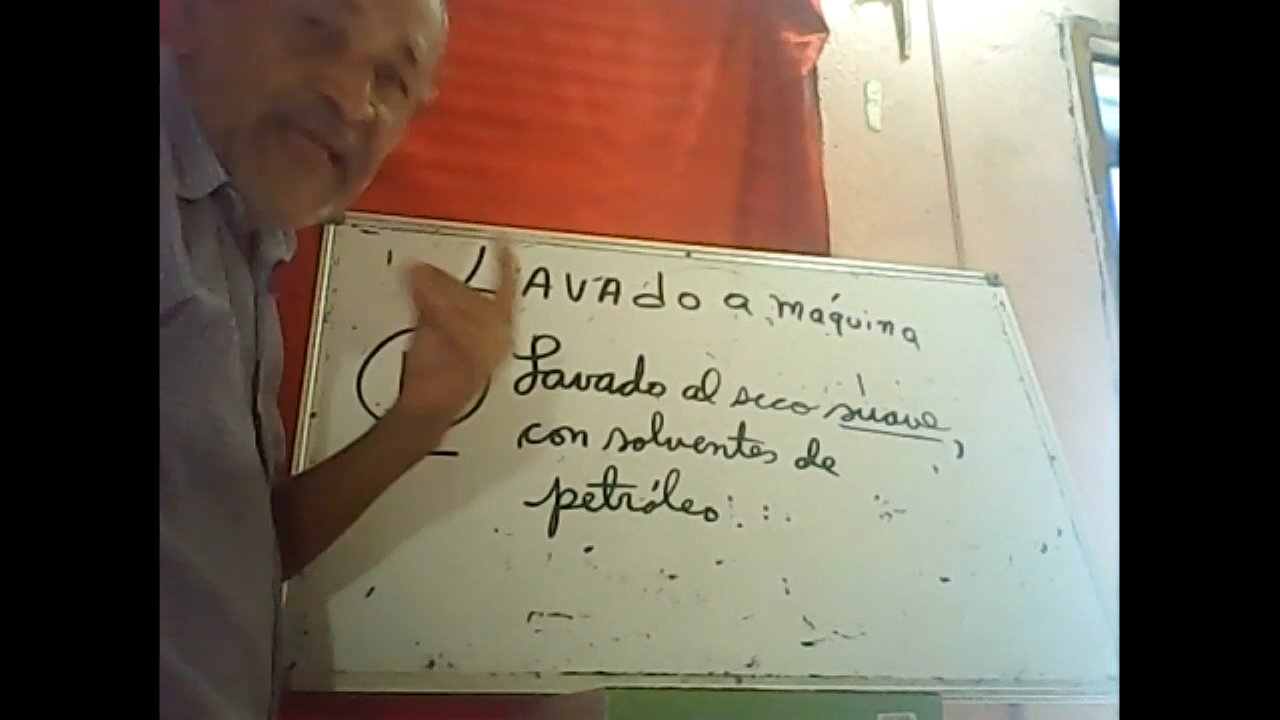 LAVAdo a máquina
Lavado al seco suave,
con solventes de
petróleo